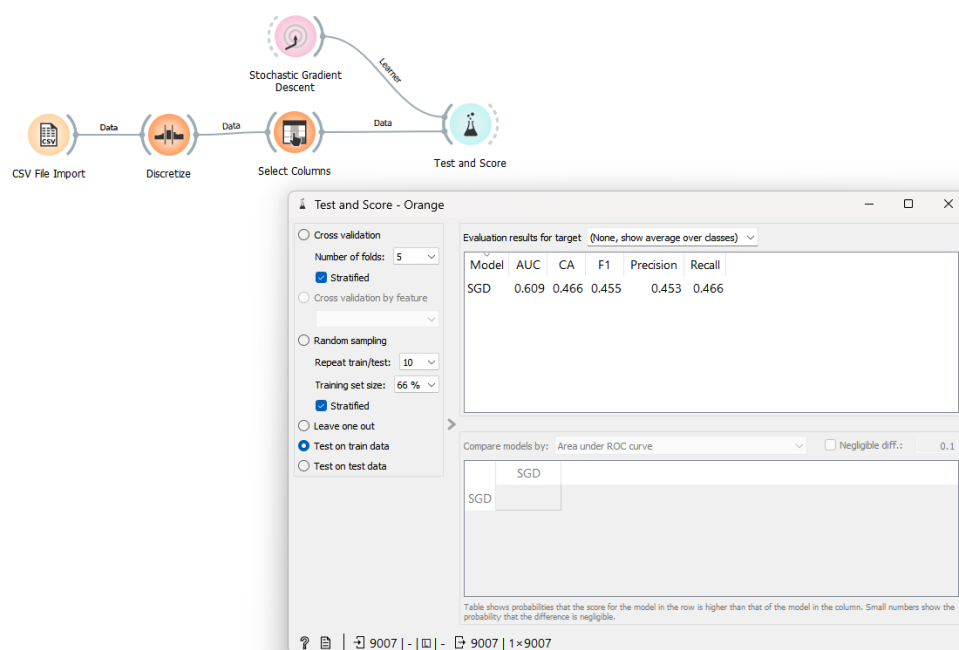 Learner
Stochastic Gradient
Descent
CSV
Data
Data
Data
CSV File Import
Discretize
Select Columns
Test and Score
Test and Score - Orange
Cross validation
Number of folds: 5
Stratified
Cross validation by feature
Random sampling
Repeat train/test: 10
Training set size: 66 %
Stratified
Leave one out
Test on train data
Test on test data
Evaluation results for target (None, show average over classes)
Model AUC CA F1 Precision Recall
SGD 0.609 0.466 0.455 0.453 0.466
Compare models by: Area under ROC curve Negligible diff.: 0.1
SGD
SGD
Table shows probabilities that the score for the model in the row is higher than that of the model in the column. Small numbers show the
probability that the difference is negligible.
? 9007 | - | - 9007 | 1×9007